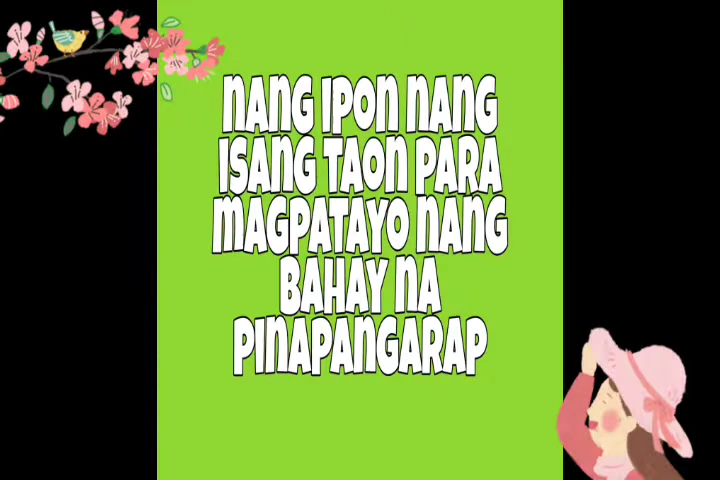 nang ipon nang
isang taon para
magpatayo nang
bahay na
pinapangarap